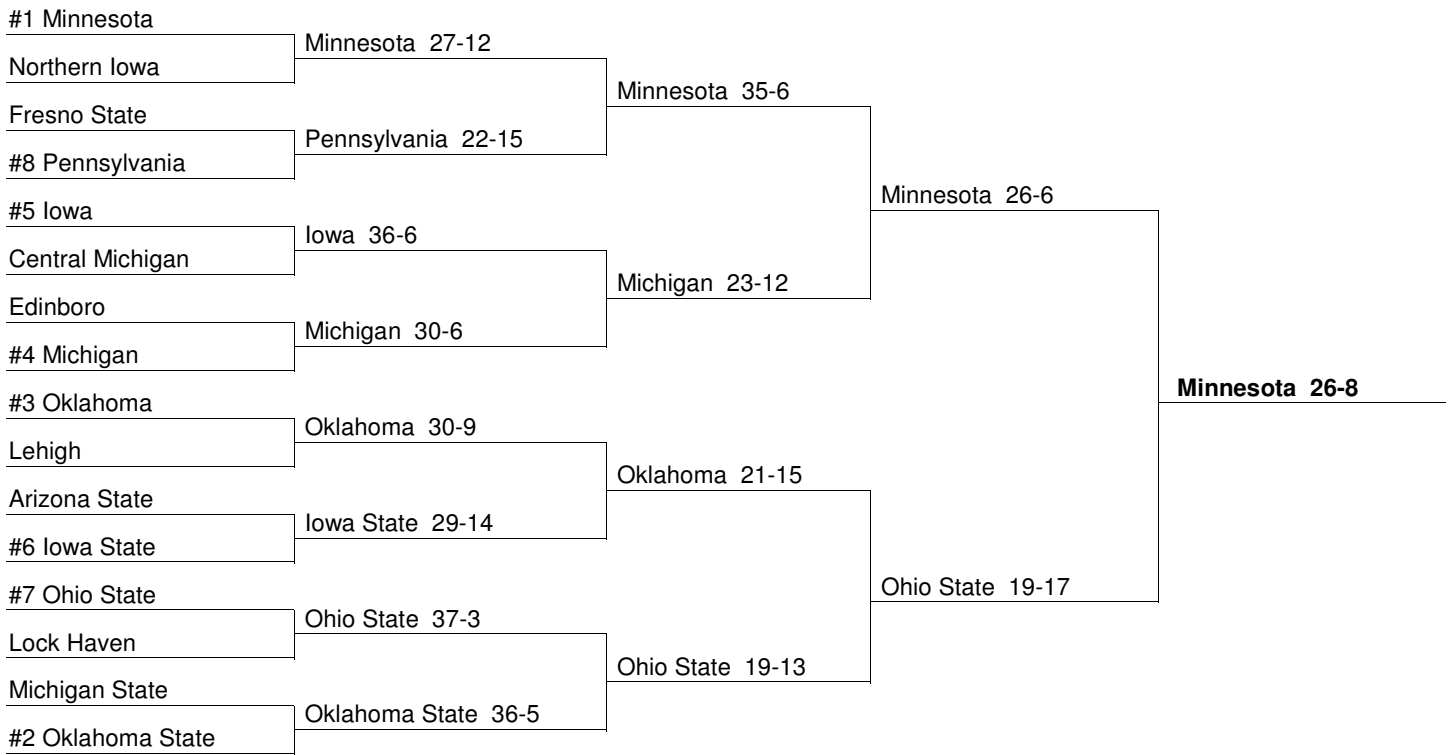 #1 Minnesota
Northern Iowa
Fresno State
#8 Pennsylvania
#5 Iowa
Central Michigan
Edinboro
#4 Michigan
#3 Oklahoma
Lehigh
Arizona State
#6 Iowa State
#7 Ohio State
Lock Haven
Michigan State
#2 Oklahoma State
Minnesota 27-12
Pennsylvania 22-15
Iowa 36-6
Michigan 30-6
Oklahoma 30-9
Iowa State 29-14
Ohio State 37-3
Oklahoma State 36-5
Minnesota 35-6
Michigan 23-12
Oklahoma 21-15
Ohio State 19-13
Minnesota 26-6
Ohio State 19-17
Minnesota 26-8